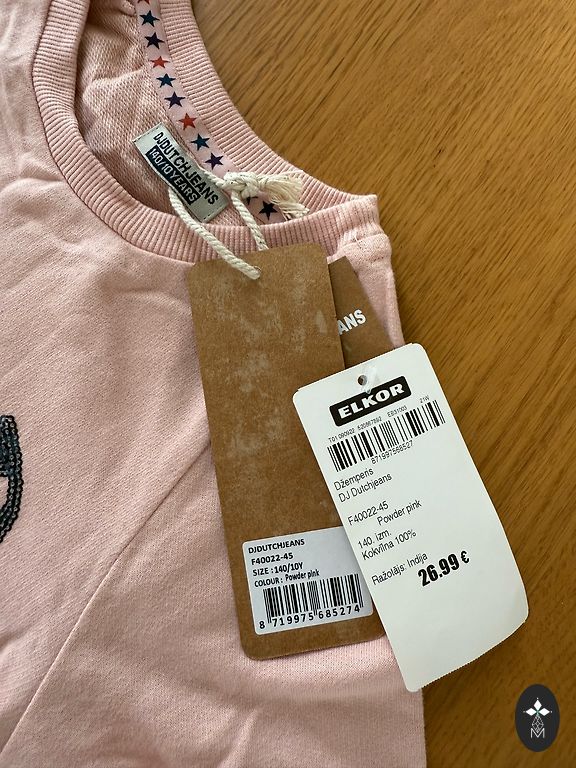 DJDUTCHJEANS
140/10YEARS
ANS
ELKOR
Džemperis
DJ Dutchjeans
F40022-45
Powder pink
140. izm.
Kokvilna 100%
Ražotājs: Indija
26.99 €
DJDUTCHJEANS
F40022-45
SIZE : 140/10Y
COLOUR : Powder pink
8 719975 685274
M